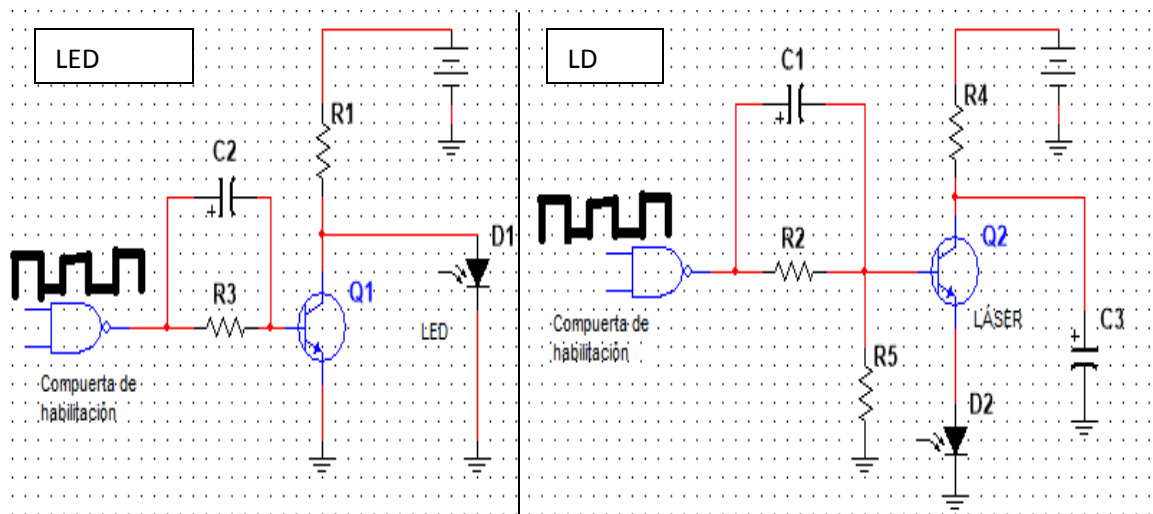 LED
R1
C2
D1
R3
Q1
LED
Compuerta de
habilitación
LD
C1
R4
R2
Q2
LÁSER
Compuerta de
habilitación
R5
C3
D2
+
+
+